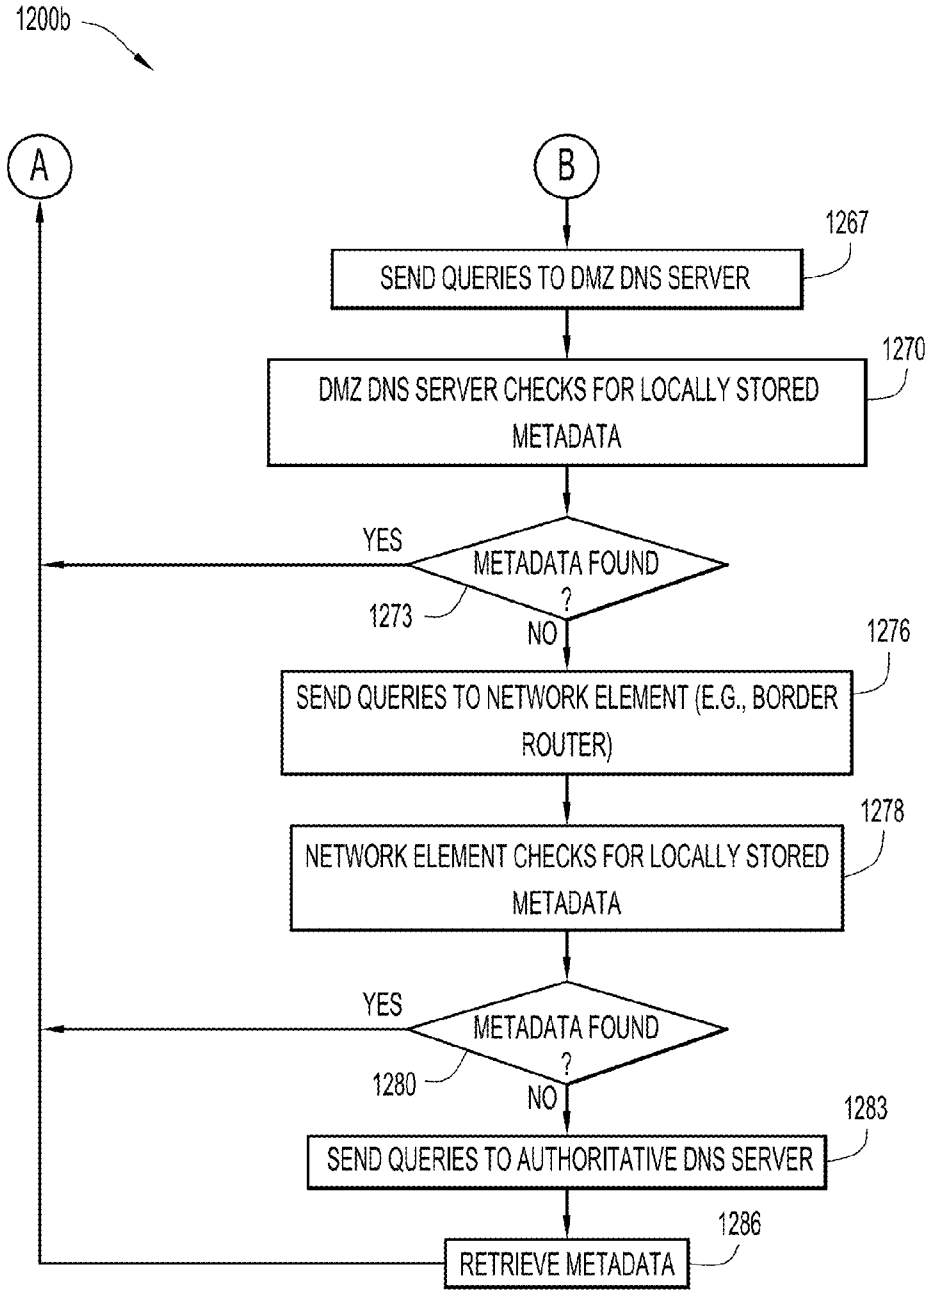 1200b
A
B
1267
SEND QUERIES TO DMZ DNS SERVER
1270
DMZ DNS SERVER CHECKS FOR LOCALLY STORED
METADATA
YES
METADATA FOUND
?
1273
NO
1276
SEND QUERIES TO NETWORK ELEMENT (E.G., BORDER
ROUTER)
1278
NETWORK ELEMENT CHECKS FOR LOCALLY STORED
METADATA
YES
METADATA FOUND
?
1280
NO
1283
SEND QUERIES TO AUTHORITATIVE DNS SERVER
1286
RETRIEVE METADATA